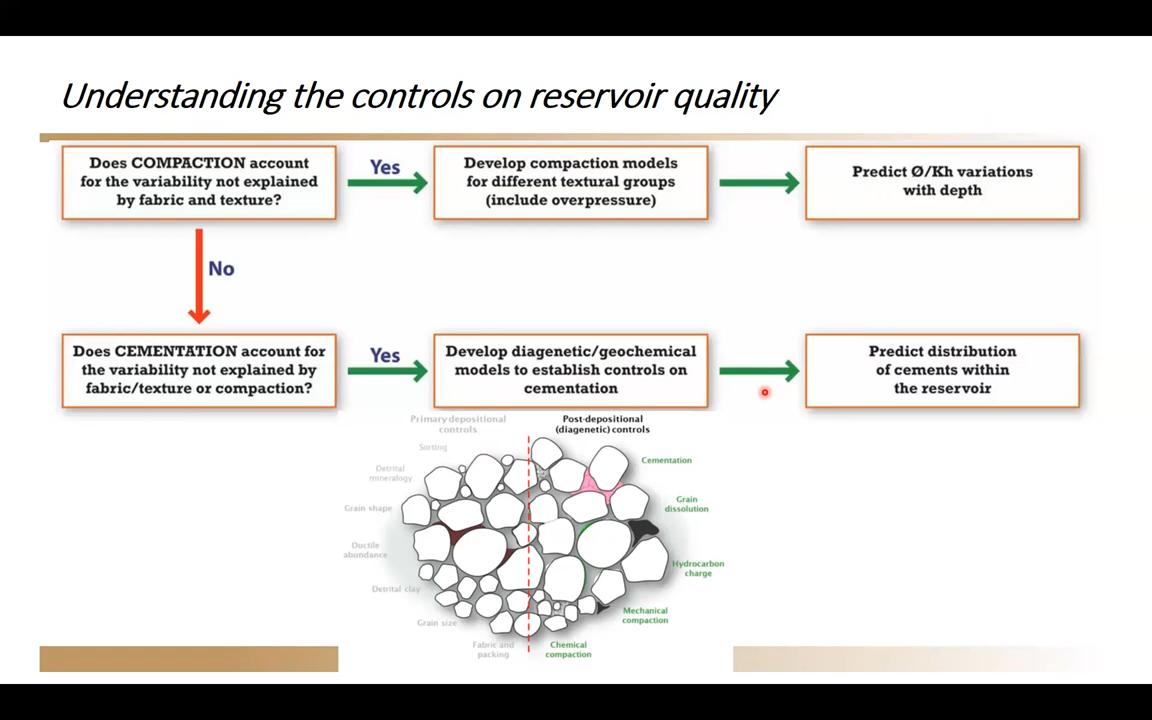 Understanding the controls on reservoir quality
Does COMPACTION account
for the variability not explained
by fabric and texture?
Yes
Develop compaction models
for different textural groups
(include overpressure)
Predict Ø/Kh variations
with depth
No
Does CEMENTATION account for
the variability not explained by
fabric/texture or compaction?
Yes
Develop diagenetic/geochemical
models to establish controls on
cementation
Predict distribution
of cements within
the reservoir
Primary depositional
controls
Sorting
Detrital
mineralogy
Grain shape
Ductile
abundance
Detrital clay
Grain size
Fabric and
packing
Post-depositional
(diagenetic) controls
Cementation
Grain
dissolution
Hydrocarbon
charge
Mechanical
compaction
Chemical
compaction